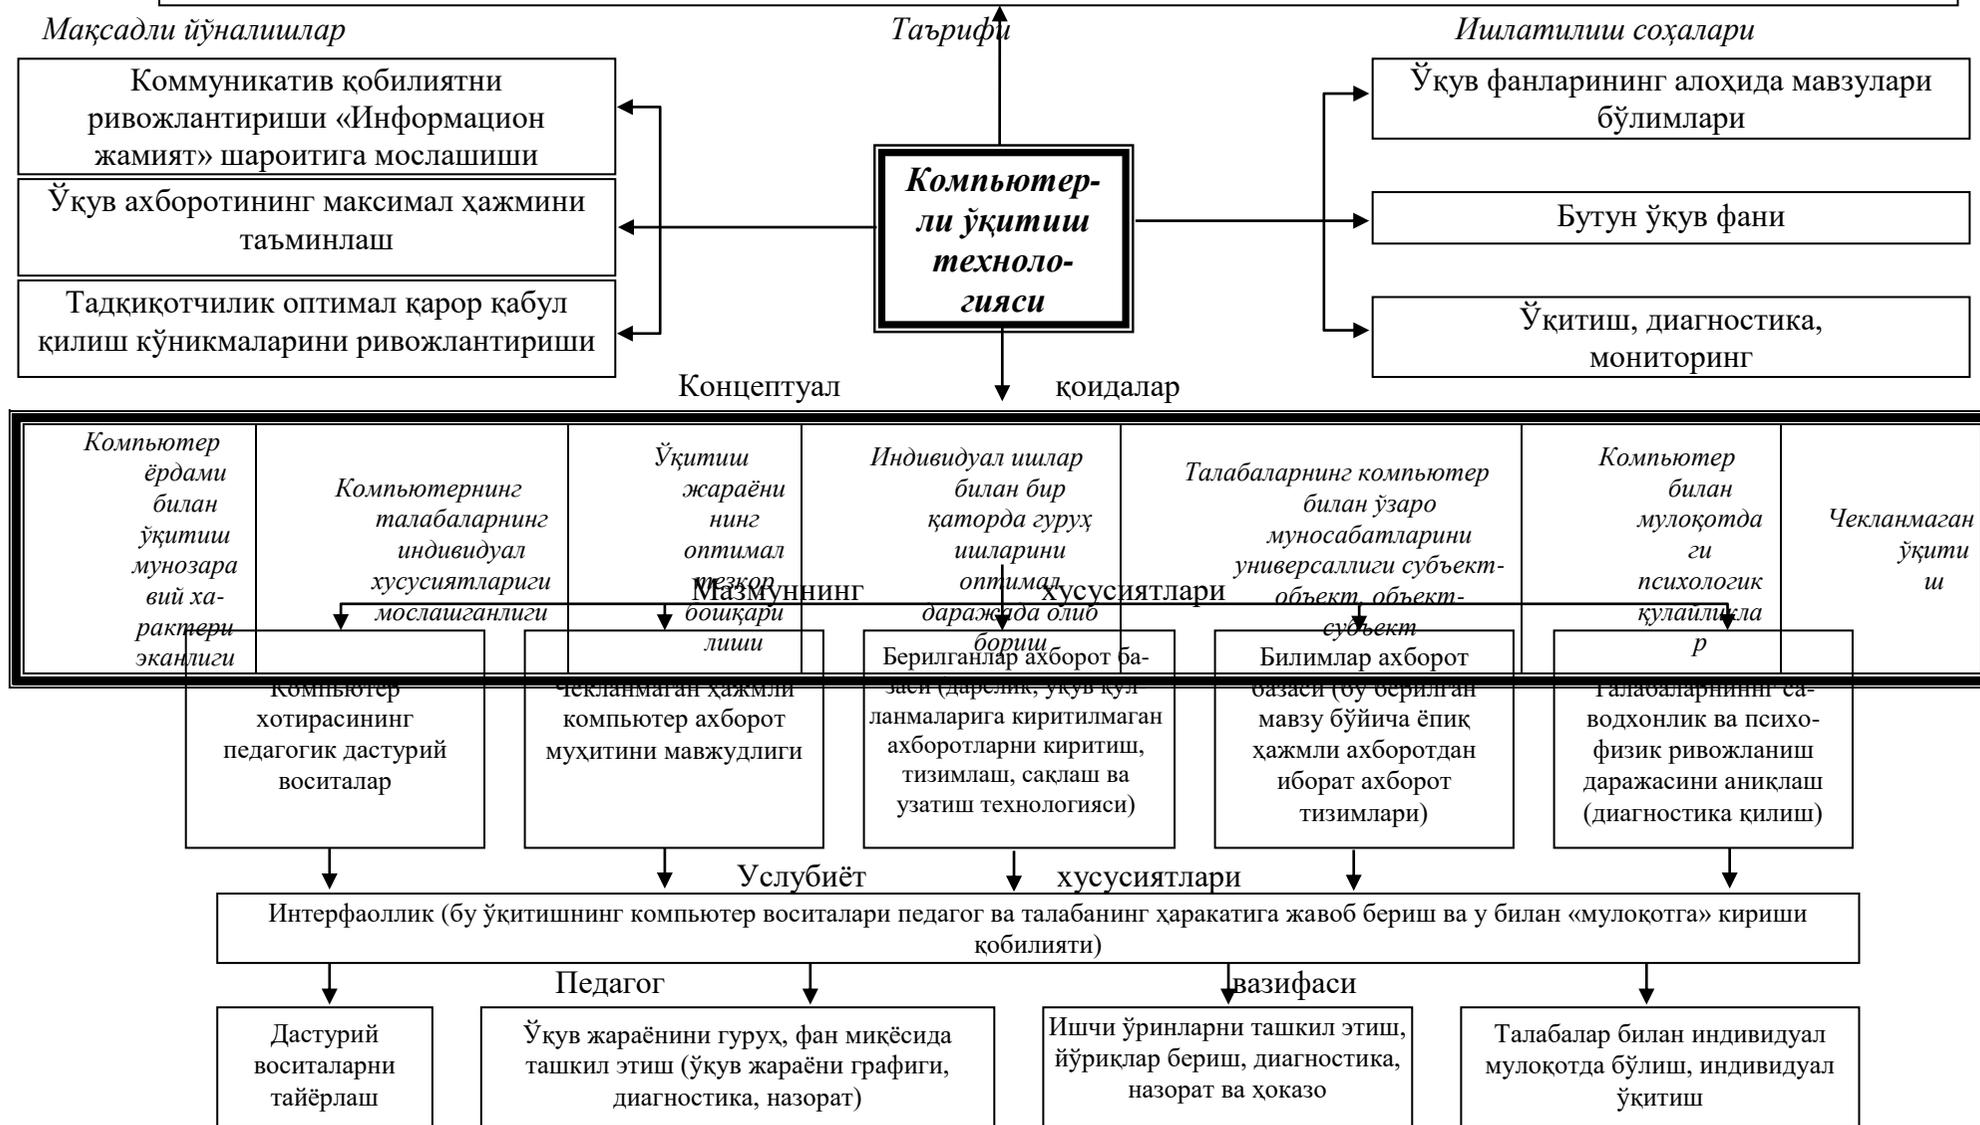 Мақсадли йўналишлар
Таърифи
Ишлатилиш соҳалари
Коммуникатив қобилиятни
ривожлантириши «Информацион
жамият» шароитига мослашиши
Ўқув ахборотининг максимал ҳажмини
таъминлаш
Тадқиқотчилик оптимал қарор қабул
қилиш кўникмаларини ривожлантириши
Компьютер-
ли ўқитиш
техноло-
гияси
Ўқув фанларининг алоҳида мавзулари
бўлимлари
Бутун ўқув фани
Ўқитиш, диагностика,
мониторинг
Концептуал қоидалар
Компьютер
ёрдами
билан
ўқитиш
мунозара
вий ха-
рактери
эканлиги
Компьютернинг
талабаларнинг
индивидуал
хусусиятлариги
мослашганлиги
Ўқитиш
жараёни
нинг
оптимал
тезкор
бошқари
лиши
Индивидуал ишлар
билан бир
қаторда гуруҳ
ишларини
оптимал
даражада олиб
бориш
Талабаларнинг компьютер
билан ўзаро
муносабатларини
универсаллиги субъект-
объект, объект-
субъект
Компьютер
билан
мулоқотда
ги
психологик
қулайликла
р
Чекланмаган
ўқити
ш
Мазмуннинг хусусиятлари
Компьютер
хотирасининг
педагогик дастурий
воситалар
Чекланмаган ҳажмли
компьютер ахборот
муҳитини мавжудлиги
Берилганлар ахборот ба-
заси (дарслик, ўқув қўл
ланмаларига киритилмаган
ахборотларни киритиш,
тизимлаш, сақлаш ва
узатиш технологияси)
Билимлар ахборот
базаси (бу берилган
мавзу бўйича ёпиқ
ҳажмли ахборотдан
иборат ахборот
тизимлари)
Талабаларнингг са-
водхонлик ва психо-
физик ривожланиш
даражасини аниқлаш
(диагностика қилиш)
Услубиёт хусусиятлари
Интерфаоллик (бу ўқитишнинг компьютер воситалари педагог ва талабанинг ҳаракатига жавоб бериш ва у билан «мулоқотга» кириши
қобилияти)
Педагог вазифаси
Дастурий
воситаларни
тайёрлаш
Ўқув жараёнини гуруҳ, фан миқёсида
ташкил этиш (ўқув жараёни графиги,
диагностика, назорат)
Ишчи ўринларни ташкил этиш,
йўриқлар бериш, диагностика,
назорат ва ҳоказо
Талабалар билан индивидуал
мулоқотда бўлиш, индивидуал
ўқитиш